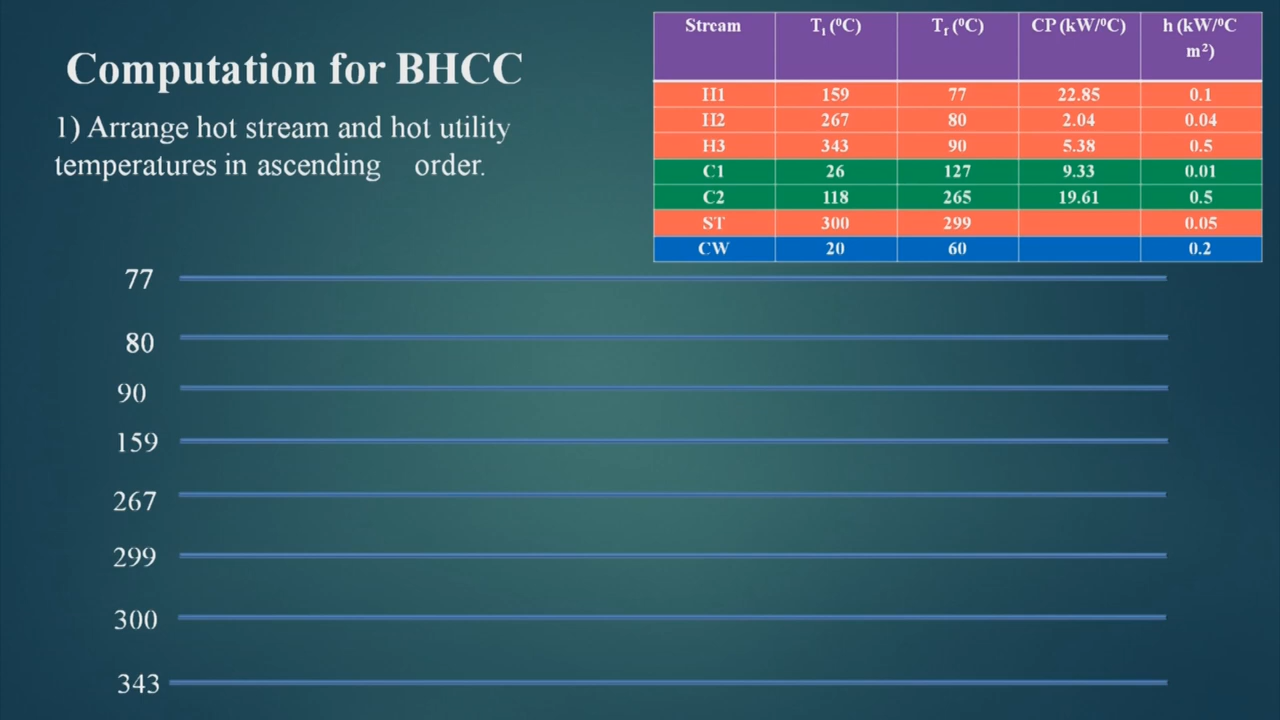 Computation for BHCC
1) Arrange hot stream and hot utility
temperatures in ascending order.
Stream Tᵢ (⁰C) Tf (⁰C) CP (kW/⁰C) h (kW/⁰C m²)
H1 159 77 22.85 0.1
H2 267 80 2.04 0.04
H3 343 90 5.38 0.5
C1 26 127 9.33 0.01
C2 118 265 19.61 0.5
ST 300 299 0.05
CW 20 60 0.2
77
80
90
159
267
299
300
343